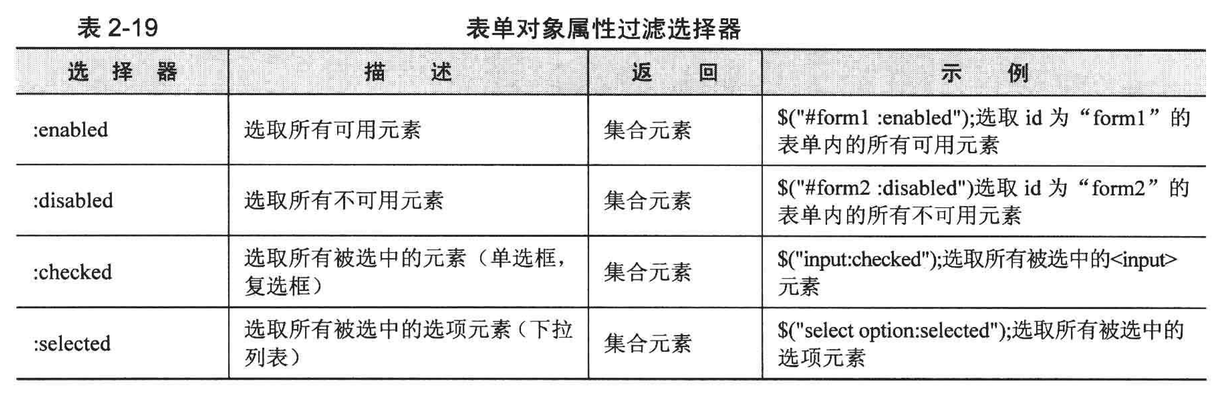 表 2-19 表单对象属性过滤选择器
选 择 器 描 述 返 回 示 例
:enabled 选取所有可用元素 集合元素 $("#form1 :enabled");选取 id 为“form1”的
表单内的所有可用元素
:disabled 选取所有不可用元素 集合元素 $("#form2 :disabled")选取 id 为“form2”的
表单内的所有不可用元素
:checked 选取所有被选中的元素（单选框，
复选框） 集合元素 $("input:checked");选取所有被选中的<input>
元素
:selected 选取所有被选中的选项元素（下拉
列表） 集合元素 $("select option:selected");选取所有被选中的
选项元素